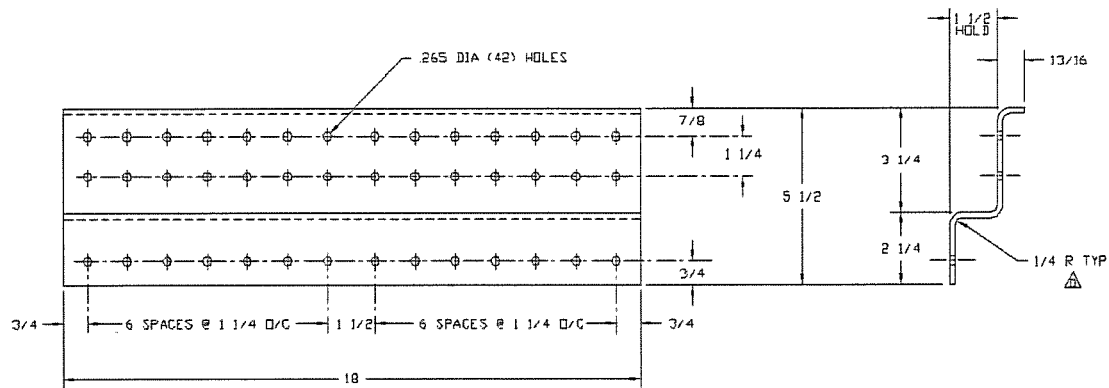 1 1/2
HOLD
13/16
.265 DIA (42) HOLES
7/8
1 1/4
3 1/4
5 1/2
2 1/4
1/4 R TYP
3/4
3/4
6 SPACES @ 1 1/4 O/C
1 1/2
6 SPACES @ 1 1/4 O/C
3/4
18